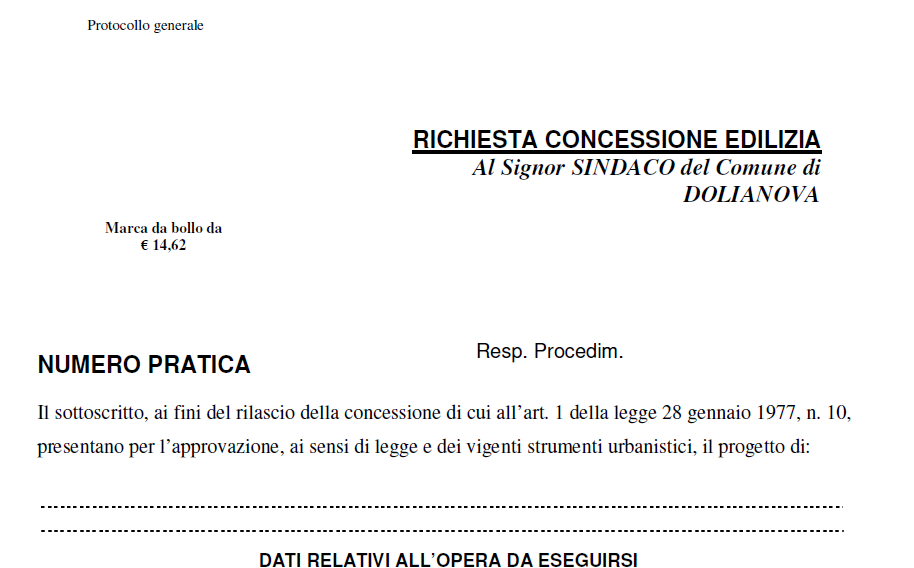 Protocollo generale
RICHIESTA CONCESSIONE EDILIZIA
Al Signor SINDACO del Comune di
DOLIANOVA
Marca da bollo da
€ 14,62
Resp. Procedim.
NUMERO PRATICA
Il sottoscritto, ai fini del rilascio della concessione di cui all’art. 1 della legge 28 gennaio 1977, n. 10,
presentano per l’approvazione, ai sensi di legge e dei vigenti strumenti urbanistici, il progetto di:
DATI RELATIVI ALL’OPERA DA ESEGUIRSI